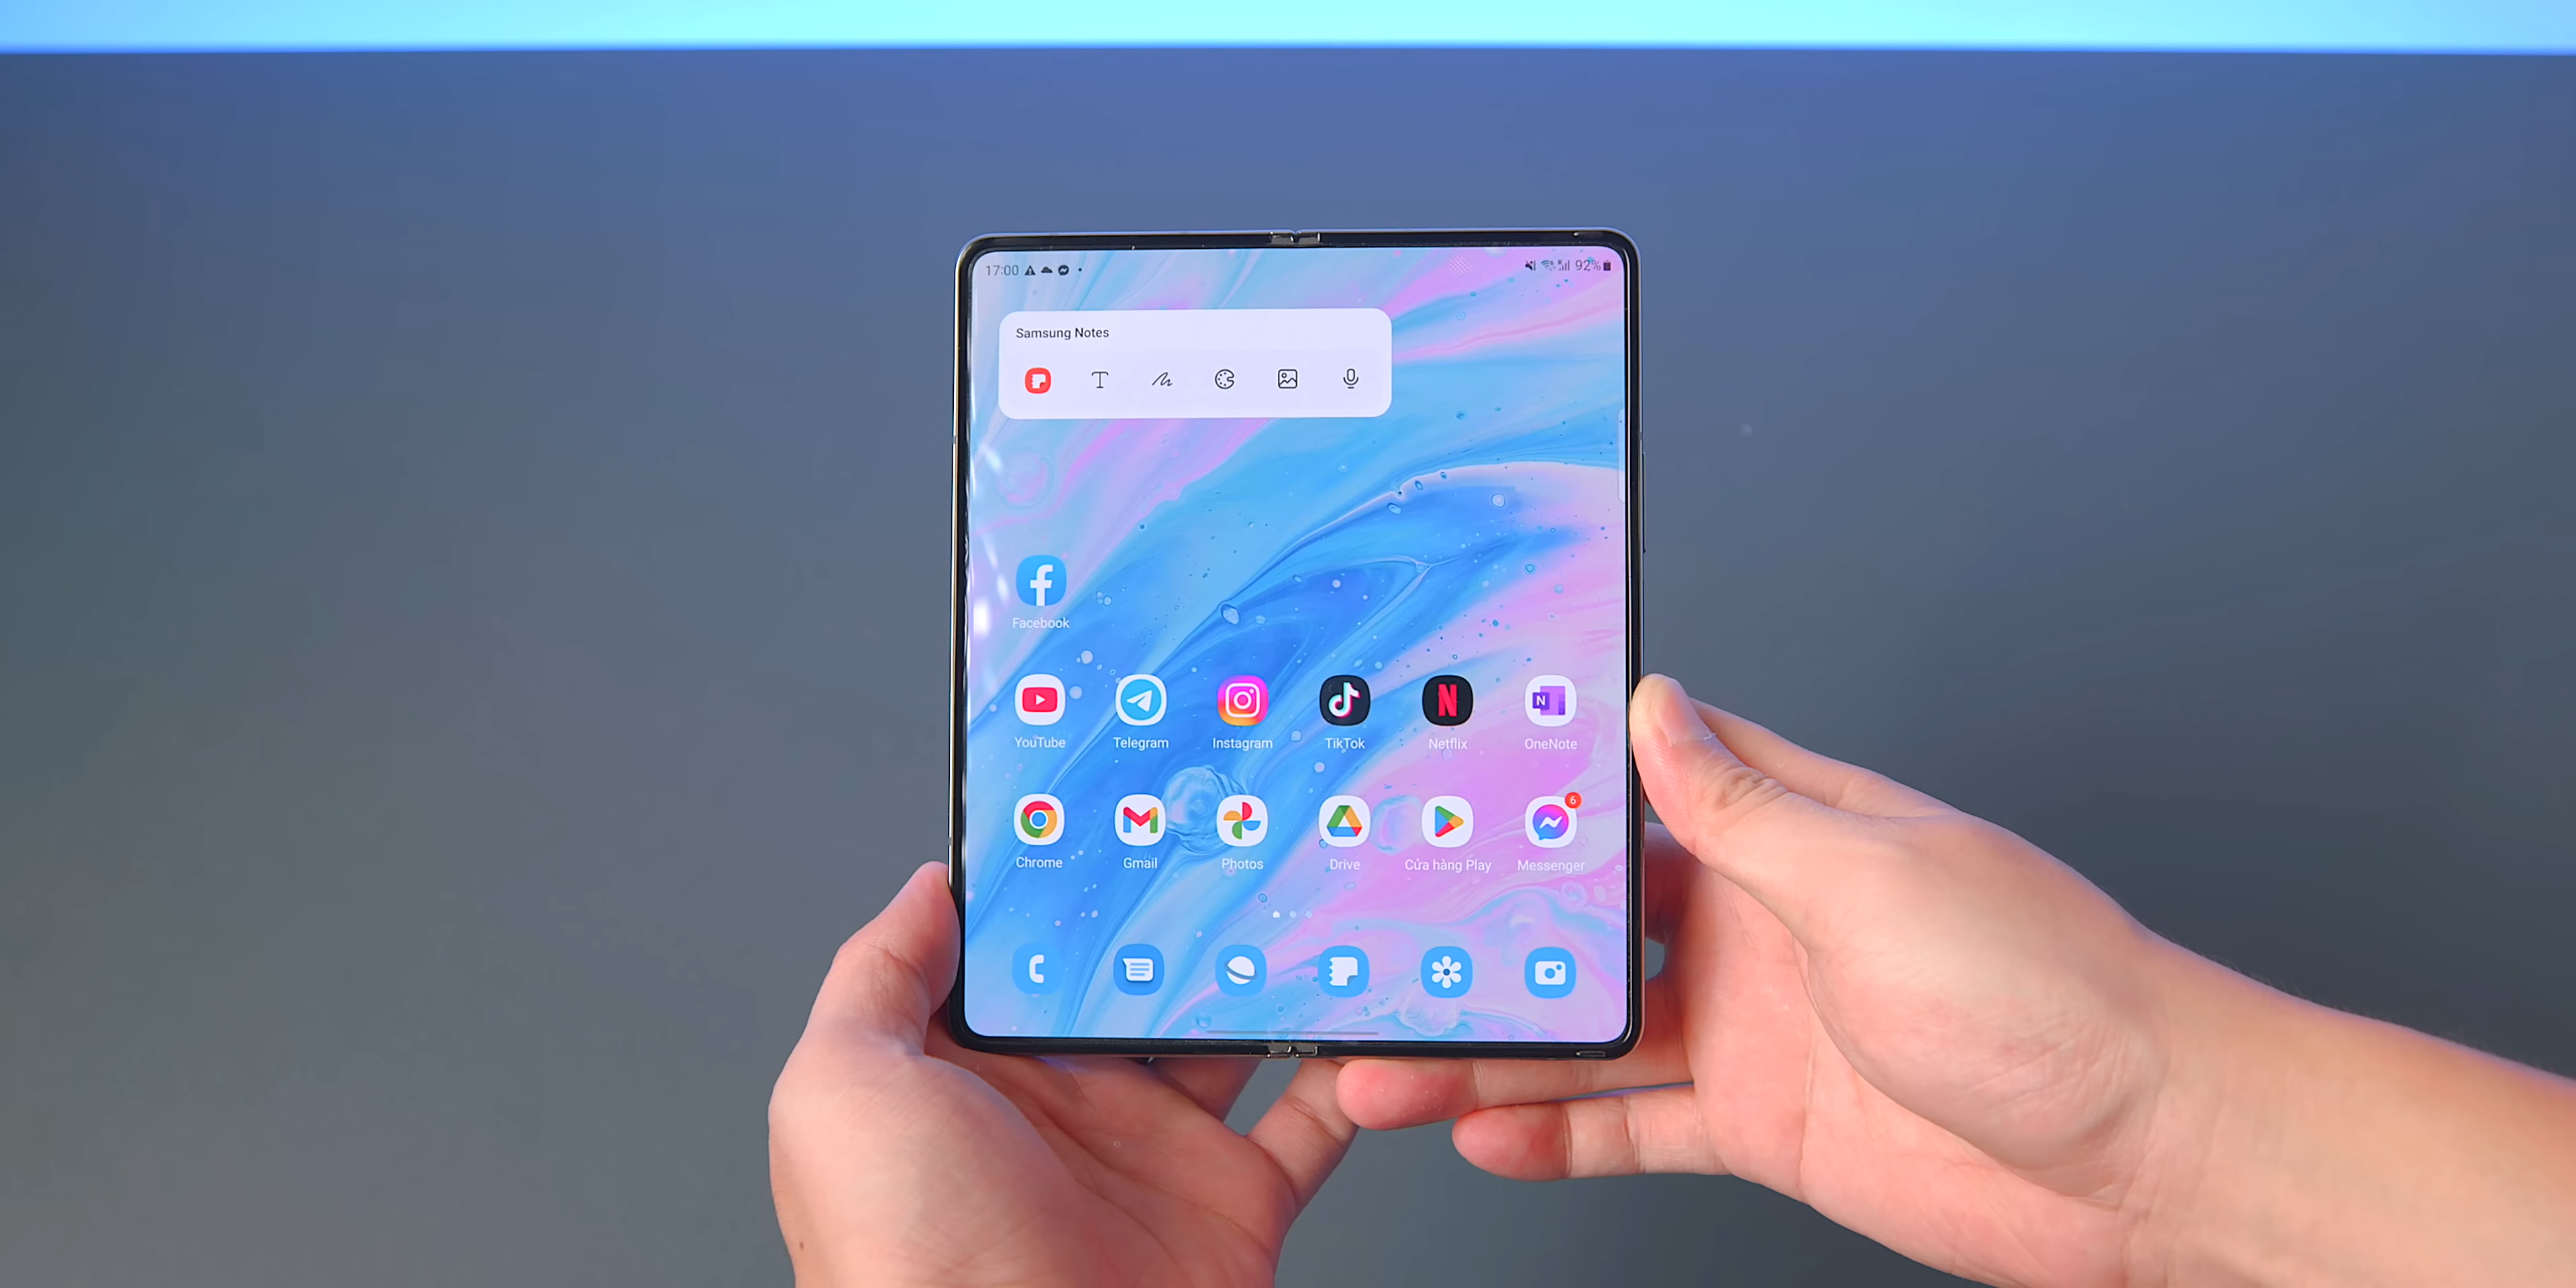 17:00 92%
Samsung Notes
Facebook
YouTube Telegram Instagram TikTok Netflix OneNote
6
Chrome Gmail Photos Drive Cửa hàng Play Messenger